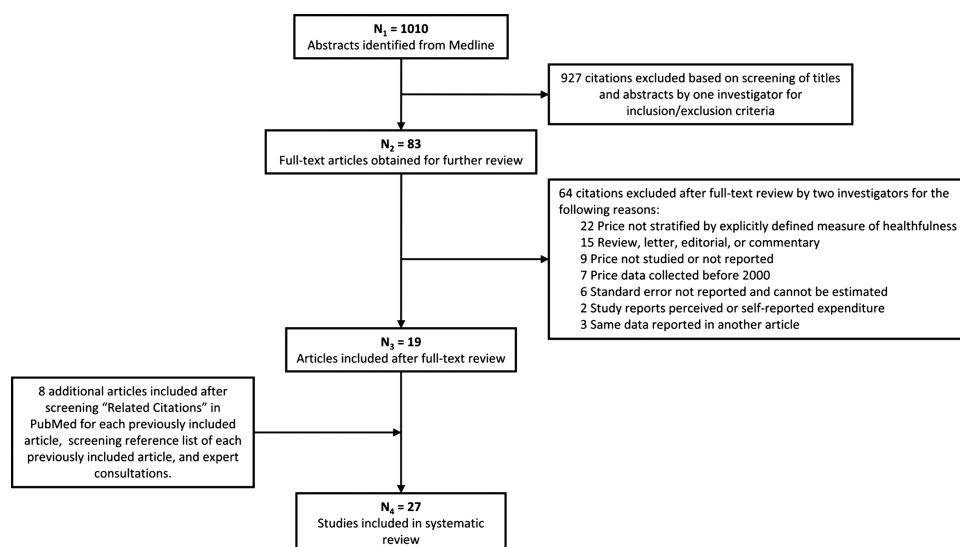 N1 = 1010
Abstracts identified from Medline
927 citations excluded based on screening of titles
and abstracts by one investigator for
inclusion/exclusion criteria
N2 = 83
Full-text articles obtained for further review
64 citations excluded after full-text review by two investigators for the
following reasons:
22 Price not stratified by explicitly defined measure of healthfulness
15 Review, letter, editorial, or commentary
9 Price not studied or not reported
7 Price data collected before 2000
6 Standard error not reported and cannot be estimated
2 Study reports perceived or self-reported expenditure
3 Same data reported in another article
N3 = 19
Articles included after full-text review
8 additional articles included after
screening “Related Citations” in
PubMed for each previously included
article, screening reference list of each
previously included article, and expert
consultations.
N4 = 27
Studies included in systematic
review